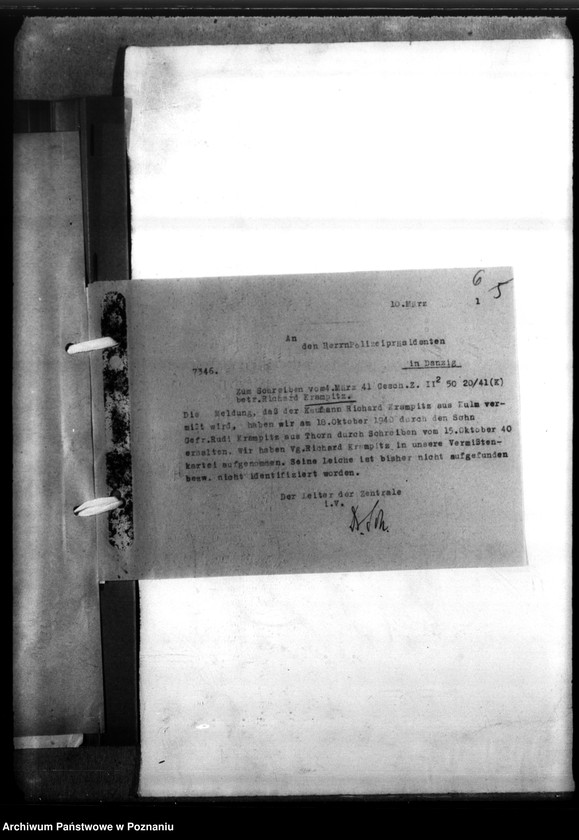 6
5
10.März 1
An
den HerrnPolizeipräsidenten
7346.
in Danzig
Zum Schreiben vom4.März 41 Gesch.Z. II² 50 20/41(K)
betr.Richard Krampitz.
Die Meldung, daß der Kaufmann Richard Krampitz aus Kulm ver-
mißt wird, haben wir am 18.Oktober 1940 durch den Sohn
Gefr.Rudi Krampitz aus Thorn durch Schreiben vom 15.Oktober 40
erhalten. Wir haben Vg.Richard Krampitz in unsere Vermißten-
kartei aufgenommen. Seine Leiche ist bisher nicht aufgefunden
bezw. nicht identifiziert worden.
Der Leiter der Zentrale
i.V.
Archiwum Państwowe w Poznaniu